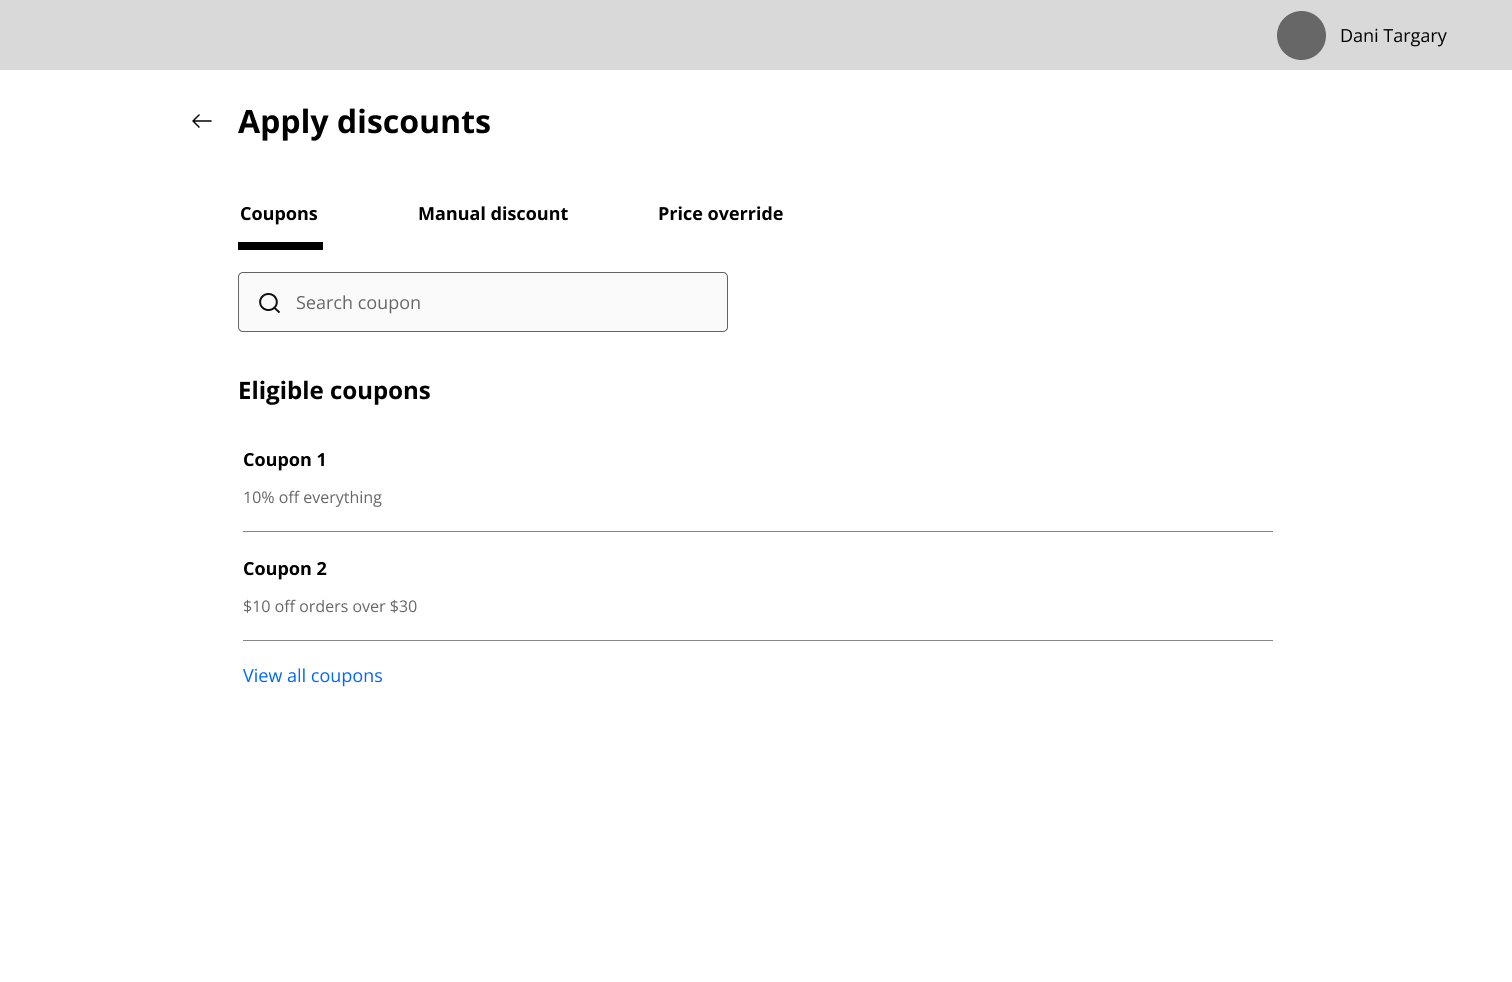 Dani Targary
Apply discounts
Coupons
Manual discount
Price override
Search coupon
Eligible coupons
Coupon 1
10% off everything
Coupon 2
$10 off orders over $30
View all coupons